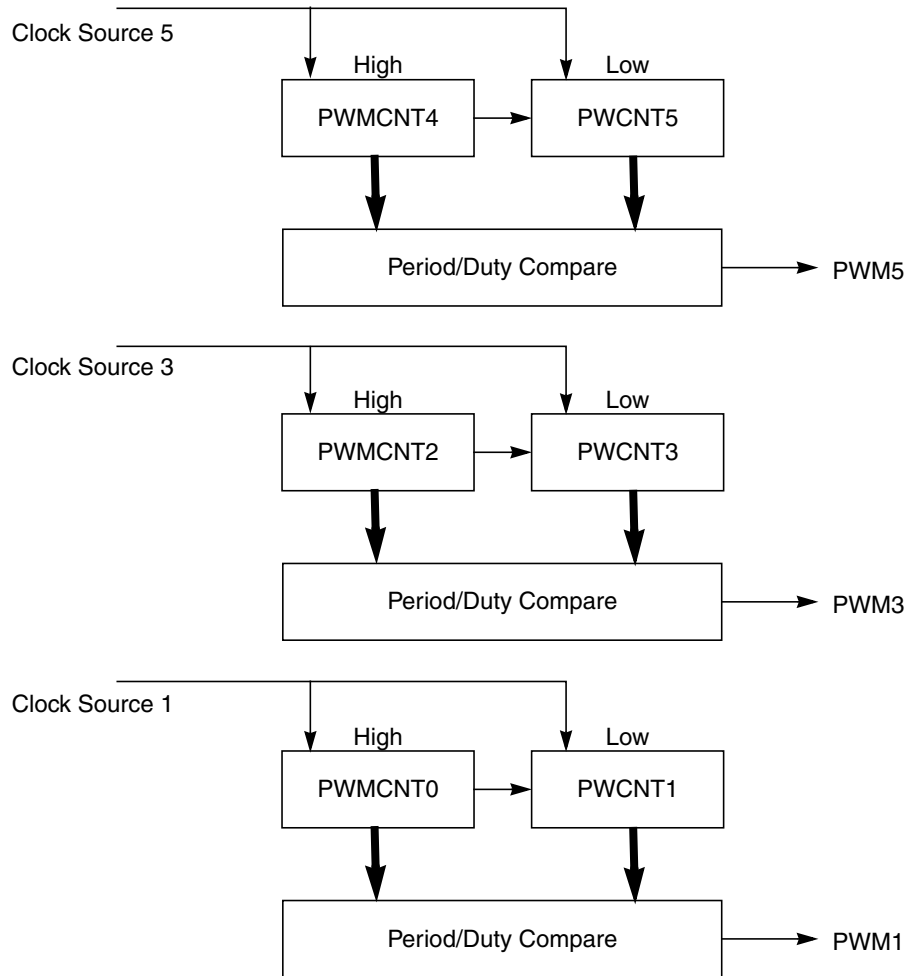 Clock Source 5
High
Low
PWMCNT4
PWCNT5
Period/Duty Compare
PWM5
Clock Source 3
High
Low
PWMCNT2
PWCNT3
Period/Duty Compare
PWM3
Clock Source 1
High
Low
PWMCNT0
PWCNT1
Period/Duty Compare
PWM1